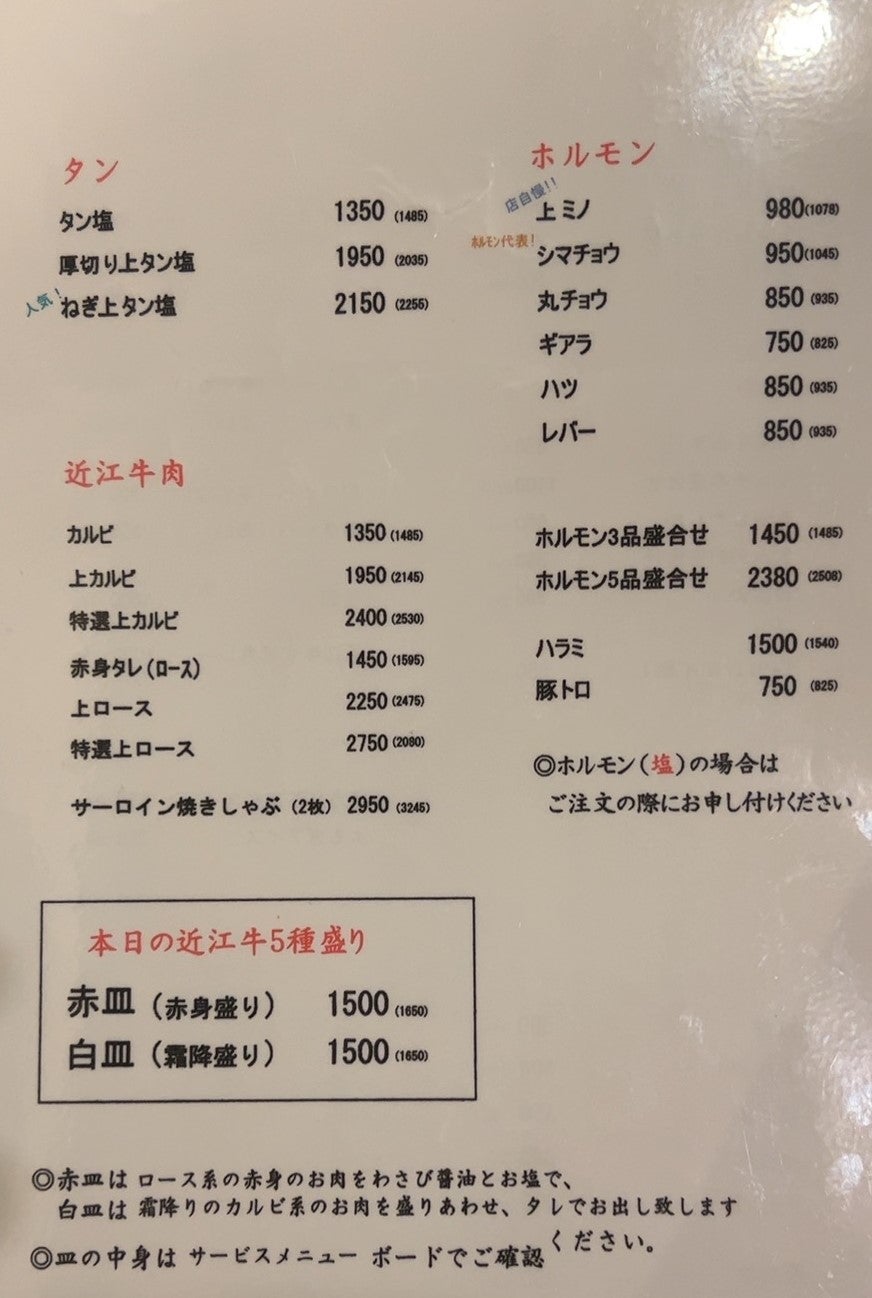 タン
タン塩 1350 (1485)
厚切り上タン塩 1950 (2035)
人気！
ねぎ上タン塩 2150 (2255)
近江牛肉
カルビ 1350 (1485)
上カルビ 1950 (2145)
特選上カルビ 2400 (2530)
赤身タレ(ロース) 1450 (1595)
上ロース 2250 (2475)
特選上ロース 2750 (2090)
サーロイン焼きしゃぶ (2枚) 2950 (3245)
本日の近江牛5種盛り
赤皿 (赤身盛り) 1500 (1650)
白皿 (霜降盛り) 1500 (1650)
ホルモン
店自慢!!
上ミノ 980(1078)
ホルモン代表!
シマチョウ 950(1045)
丸チョウ 850 (935)
ギアラ 750 (825)
ハツ 850 (935)
レバー 850 (935)
ホルモン3品盛合せ 1450 (1485)
ホルモン5品盛合せ 2380 (2508)
ハラミ 1500 (1540)
豚トロ 750 (825)
◎ホルモン(塩)の場合は
ご注文の際にお申し付けください
◎赤皿は ロース系の赤身のお肉をわさび醤油とお塩で、
白皿は 霜降りのカルビ系のお肉を盛りあわせ、タレでお出し致します
◎皿の中身は サービスメニュー ボードでご確認ください。